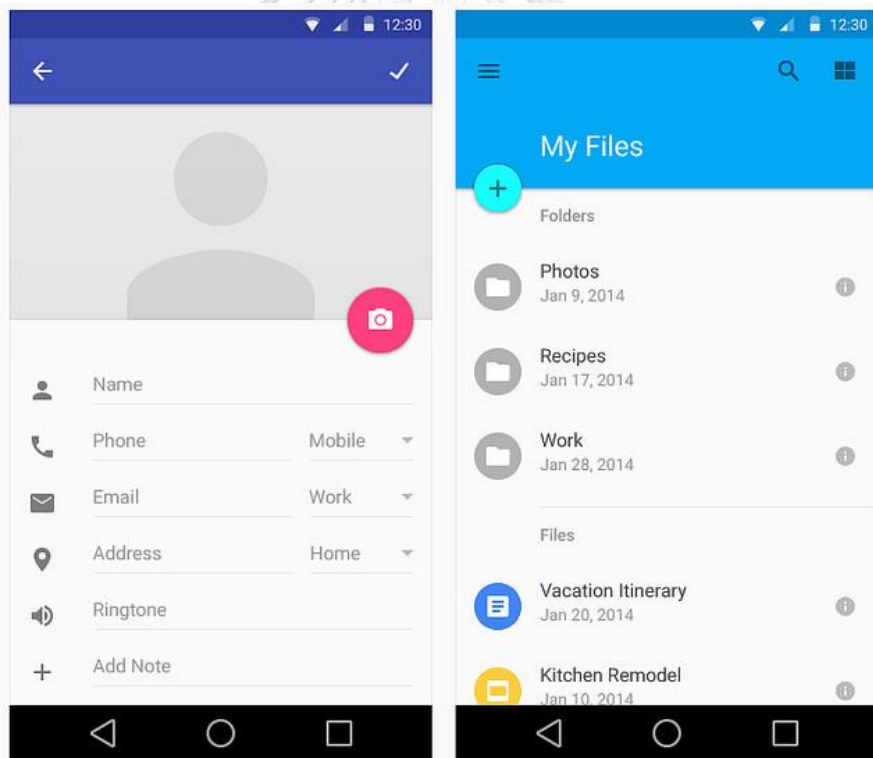 12:30
Name
Phone Mobile
Email Work
Address Home
Ringtone
Add Note
12:30
My Files
Folders
Photos
Jan 9, 2014
Recipes
Jan 17, 2014
Work
Jan 28, 2014
Files
Vacation Itinerary
Jan 20, 2014
Kitchen Remodel
Jan 10, 2014